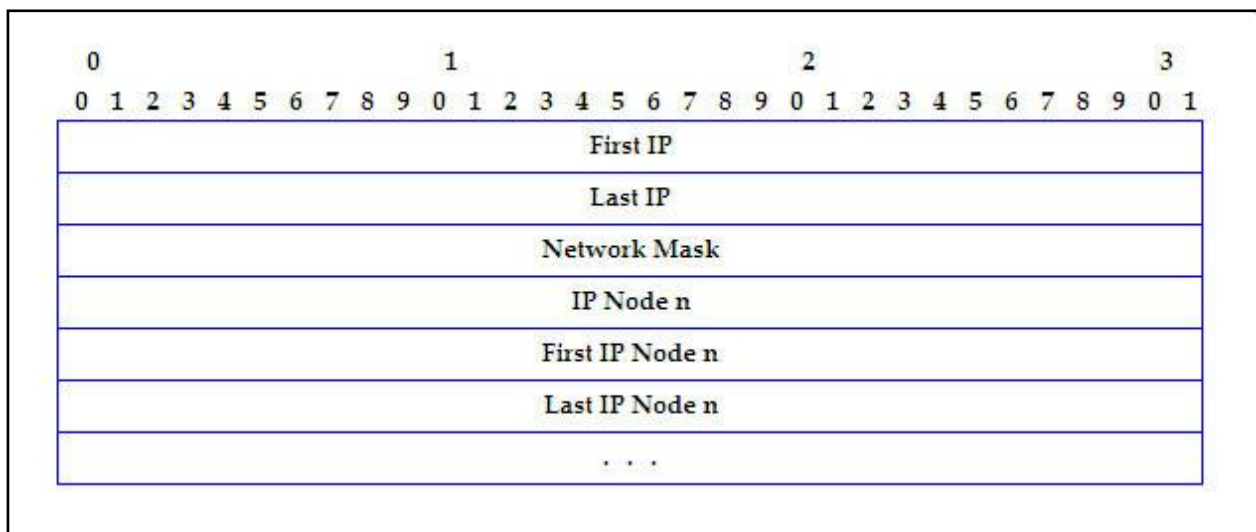 0 1 2 3
0 1 2 3 4 5 6 7 8 9 0 1 2 3 4 5 6 7 8 9 0 1 2 3 4 5 6 7 8 9 0 1
First IP
Last IP
Network Mask
IP Node n
First IP Node n
Last IP Node n
. . .